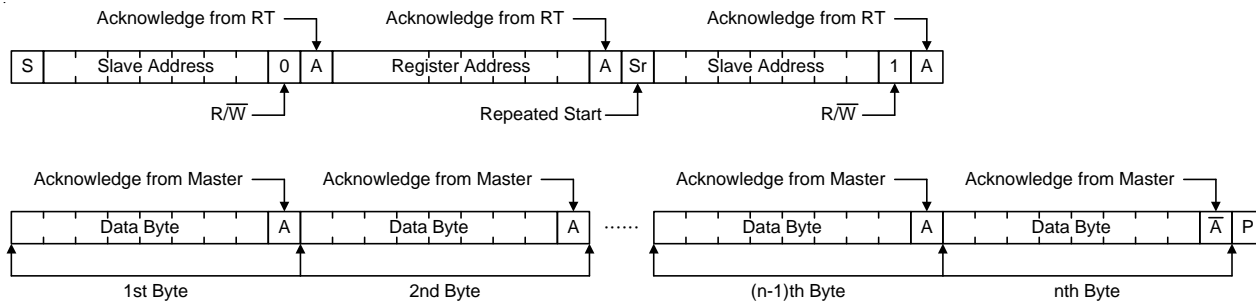 Acknowledge from RT Acknowledge from RT Acknowledge from RT
S Slave Address 0 A Register Address A Sr Slave Address 1 A
R/W̅ Repeated Start R/W̅
Acknowledge from Master Acknowledge from Master Acknowledge from Master Acknowledge from Master
Data Byte A Data Byte A ...... Data Byte A Data Byte A̅ P
1st Byte 2nd Byte (n-1)th Byte nth Byte